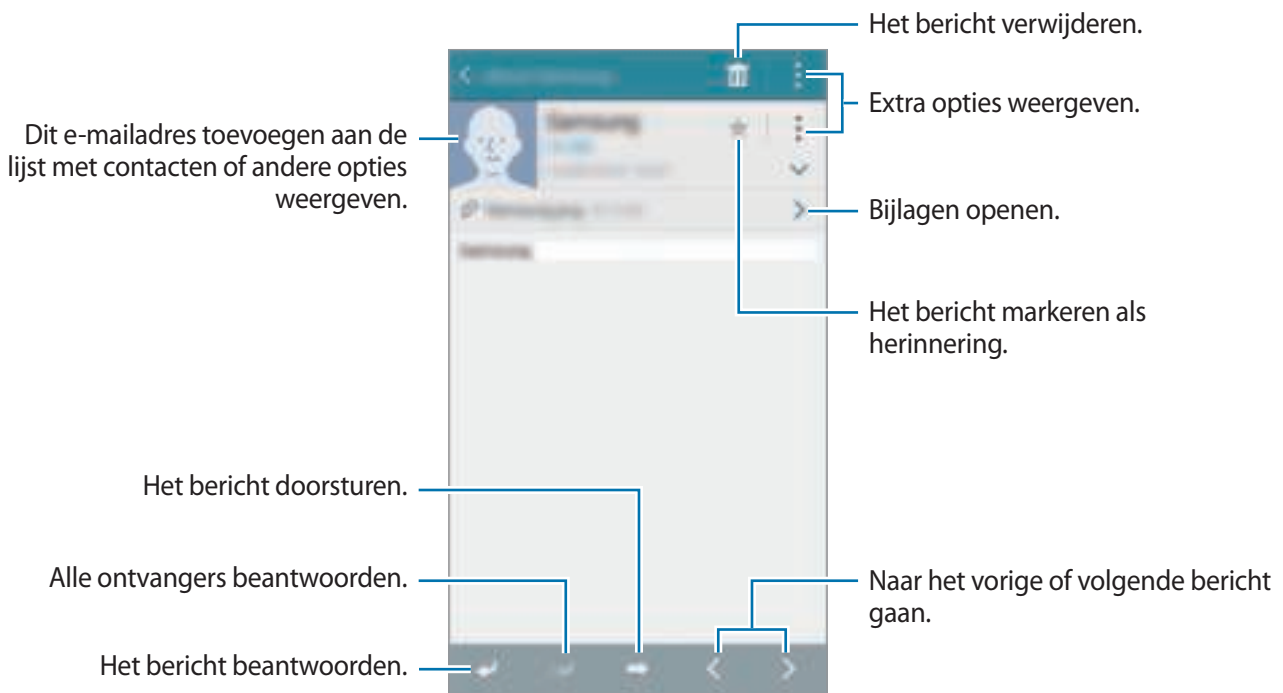 Het bericht verwijderen.
Extra opties weergeven.
Dit e-mailadres toevoegen aan de
lijst met contacten of andere opties
weergeven.
Samsung
Bijlagen openen.
Samsung
Het bericht markeren als
herinnering.
Het bericht doorsturen.
Alle ontvangers beantwoorden.
Naar het vorige of volgende bericht
gaan.
Het bericht beantwoorden.